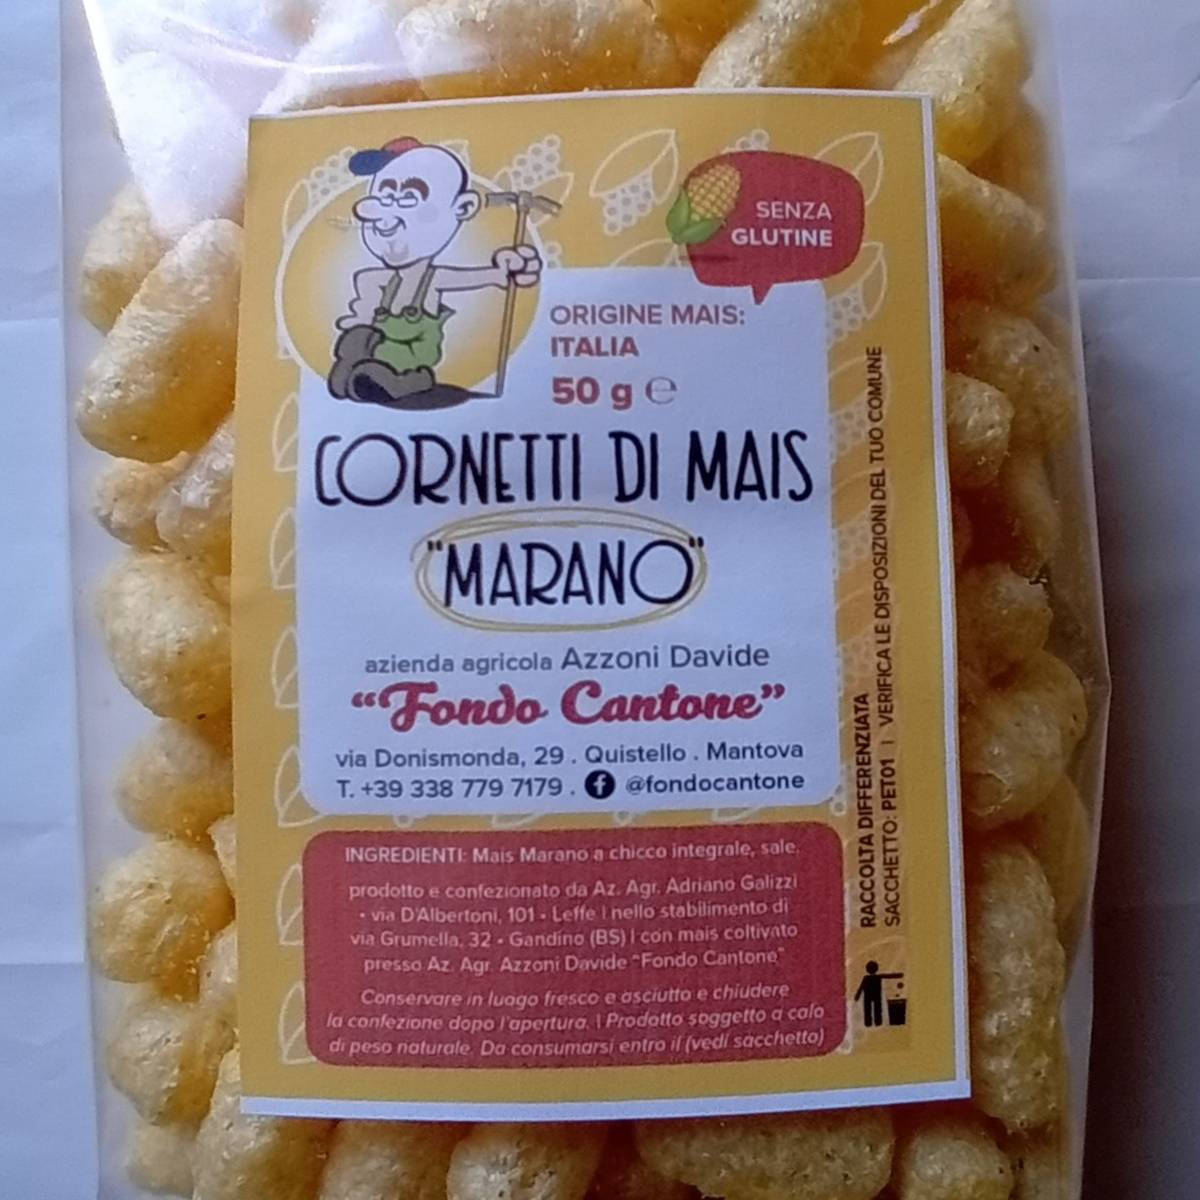 SENZA
GLUTINE
ORIGINE MAIS:
ITALIA
50 g ℮
CORNETTI DI MAIS
"MARANO"
azienda agricola Azzoni Davide
“Fondo Cantone”
via Donismonda, 29 . Quistello . Mantova
T. +39 338 779 7179 . f @fondocantone
INGREDIENTI: Mais Marano a chicco integrale, sale.
prodotto e confezionato da Az. Agr. Adriano Galizzi
• via D'Albertoni, 101 • Leffe | nello stabilimento di
via Grumella, 32 • Gandino (BS) | con mais coltivato
presso Az. Agr. Azzoni Davide “Fondo Cantone”
Conservare in luogo fresco e asciutto e chiudere
la confezione dopo l'apertura. | Prodotto soggetto a calo
di peso naturale. Da consumarsi entro il (vedi sacchetto)
RACCOLTA DIFFERENZIATA
SACCHETTO: PET01 | VERIFICA LE DISPOSIZIONI DEL TUO COMUNE